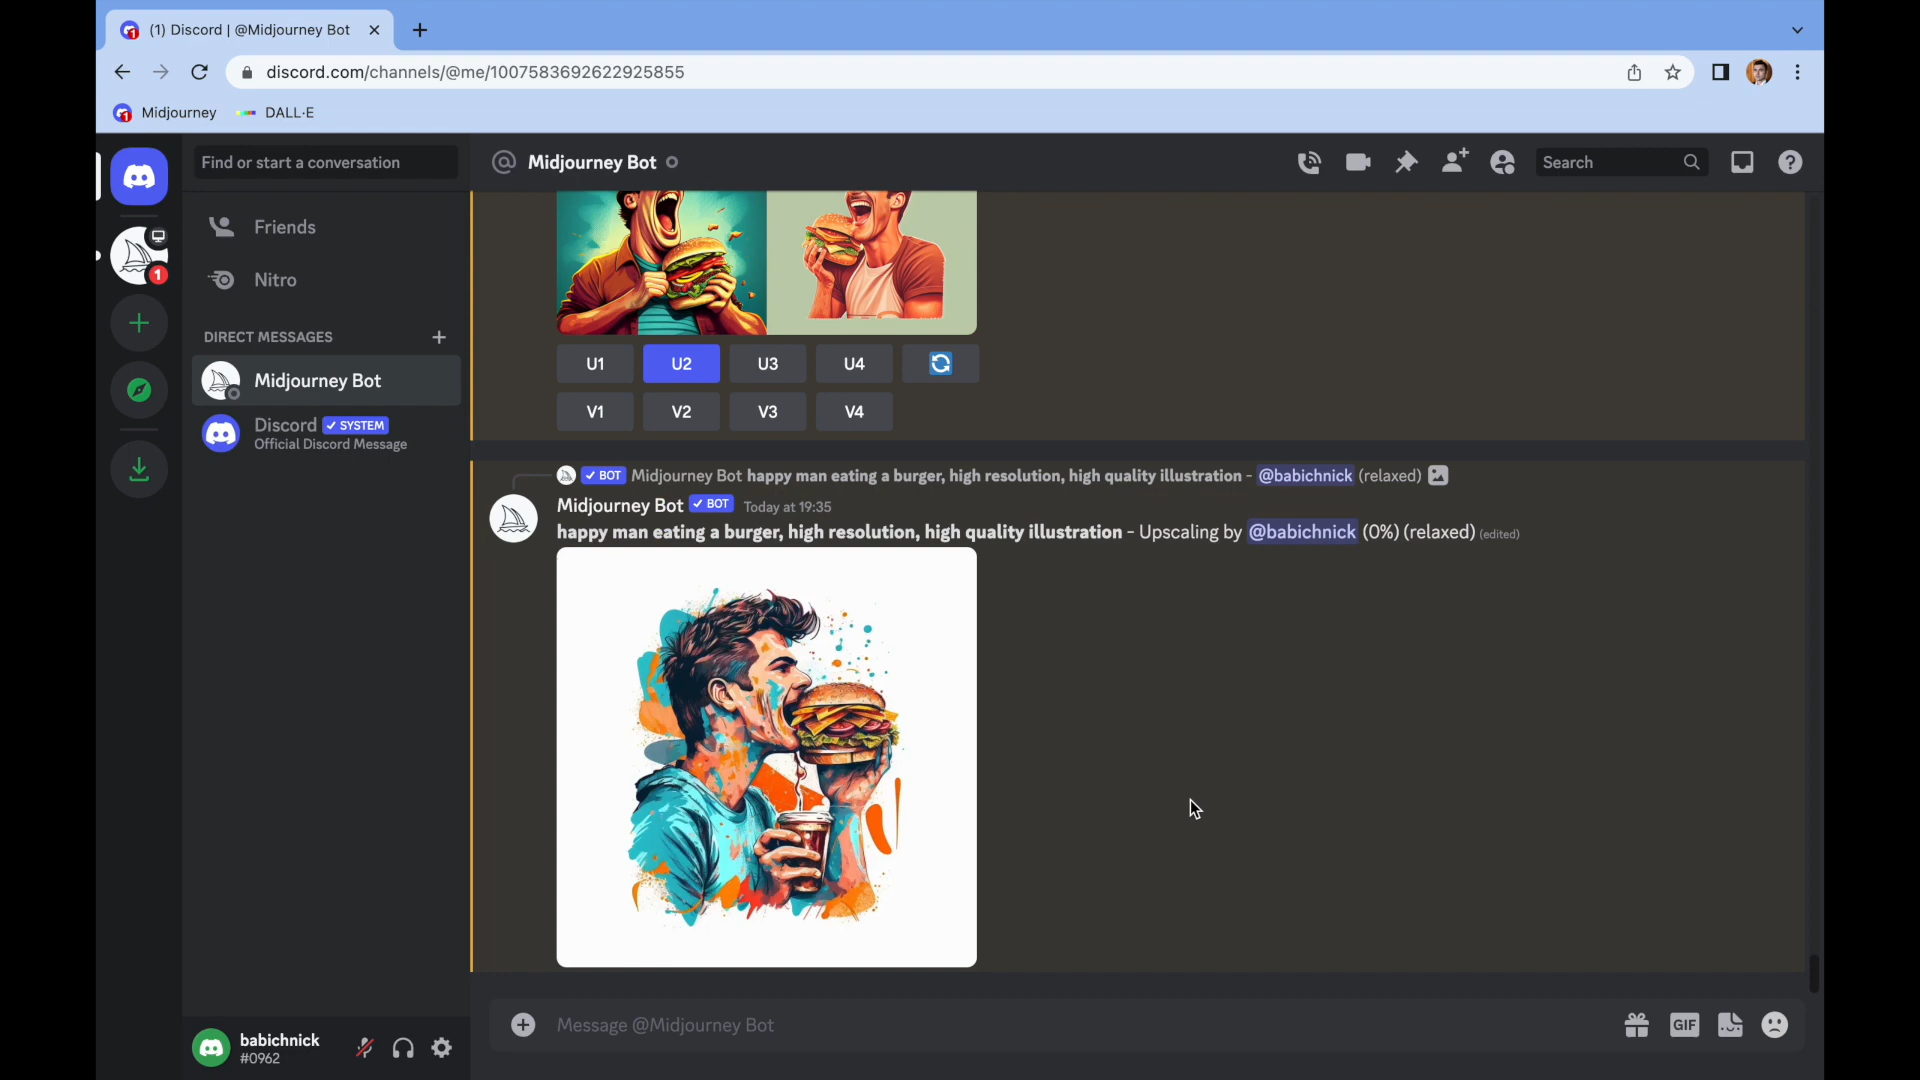 (1) Discord | @Midjourney Bot
discord.com/channels/@me/1007583692622925855
Midjourney DALL·E
Find or start a conversation
Midjourney Bot
Search
Friends
1
Nitro
DIRECT MESSAGES
Midjourney Bot
Discord SYSTEM
Official Discord Message
U1 U2 U3 U4
V1 V2 V3 V4
BOT Midjourney Bot happy man eating a burger, high resolution, high quality illustration - @babichnick (relaxed)
Midjourney Bot BOT Today at 19:35
happy man eating a burger, high resolution, high quality illustration - Upscaling by @babichnick (0%) (relaxed) (edited)
Message @Midjourney Bot
GIF
babichnick
#0962